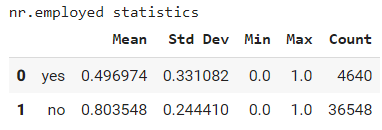 nr.employed statistics
Mean Std Dev Min Max Count
0 yes 0.496974 0.331082 0.0 1.0 4640
1 no 0.803548 0.244410 0.0 1.0 36548